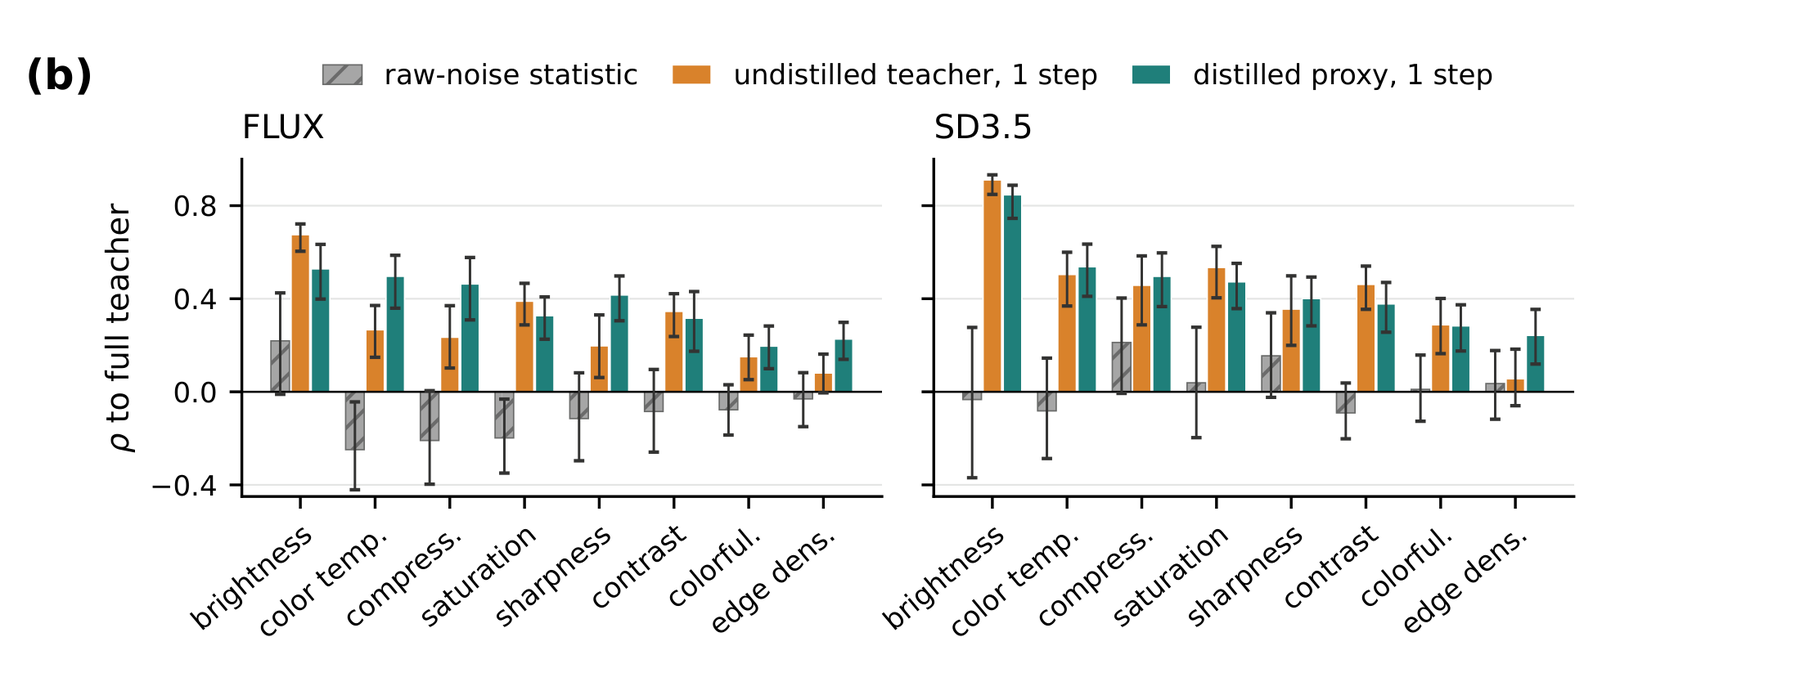 (b)
raw-noise statistic undistilled teacher, 1 step distilled proxy, 1 step
FLUX SD3.5
ρ to full teacher
0.8
0.4
0.0
−0.4
brightness color temp. compress. saturation sharpness contrast colorful. edge dens.
brightness color temp. compress. saturation sharpness contrast colorful. edge dens.